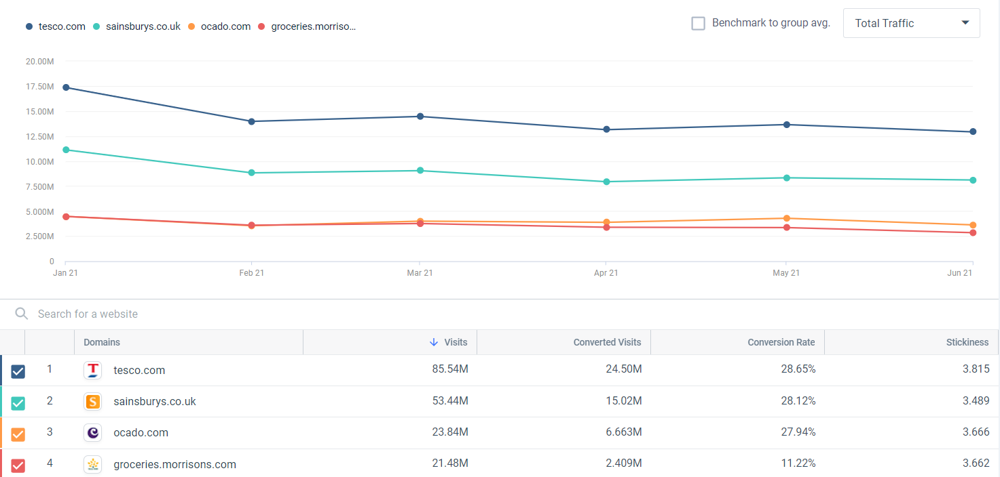 tesco.com sainsburys.co.uk ocado.com groceries.morriso...
Benchmark to group avg.
Total Traffic
20.00M
17.50M
15.00M
12.50M
10.00M
7.500M
5.000M
2.500M
0
Jan 21 Feb 21 Mar 21 Apr 21 May 21 Jun 21
Search for a website
Domains Visits Converted Visits Conversion Rate Stickiness
1 T tesco.com 85.54M 24.50M 28.65% 3.815
2 S sainsburys.co.uk 53.44M 15.02M 28.12% 3.489
3 ocado.com 23.84M 6.663M 27.94% 3.666
4 groceries.morrisons.com 21.48M 2.409M 11.22% 3.662